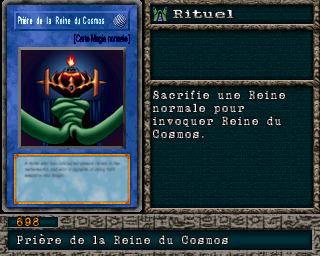 Prière de la Reine du Cosmos
[Carte Magie normale]
Rituel
Sacrifie une Reine
normale pour
invoquer Reine du
Cosmos.
698
Prière de la Reine du Cosmos